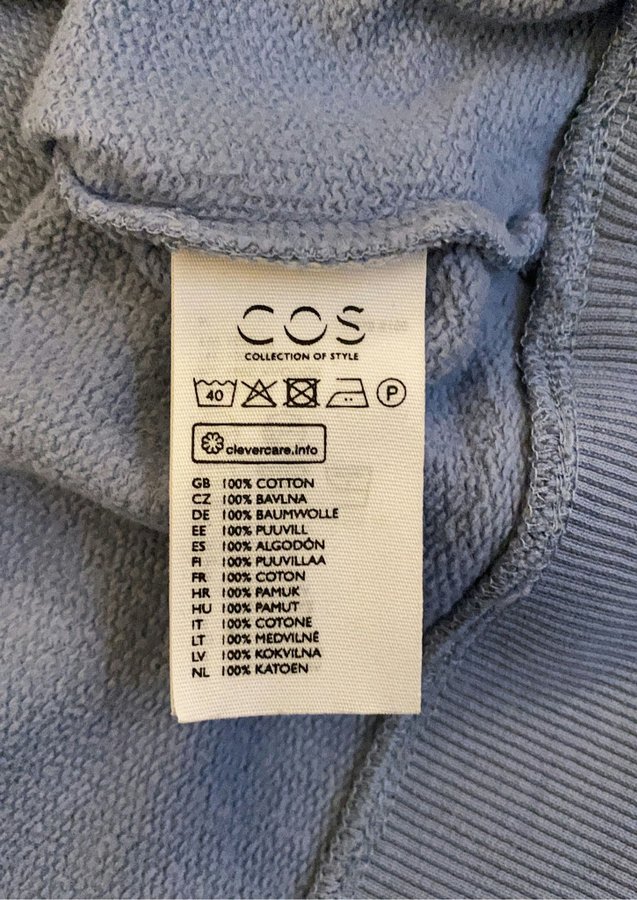 COS
COLLECTION OF STYLE
40 P
clevercare.info
GB 100% COTTON
CZ 100% BAVLNA
DE 100% BAUMWOLLE
EE 100% PUUVILL
ES 100% ALGODÓN
FI 100% PUUVILLAA
FR 100% COTON
HR 100% PAMUK
HU 100% PAMUT
IT 100% COTONE
LT 100% MEDVILNĖ
LV 100% KOKVILNA
NL 100% KATOEN